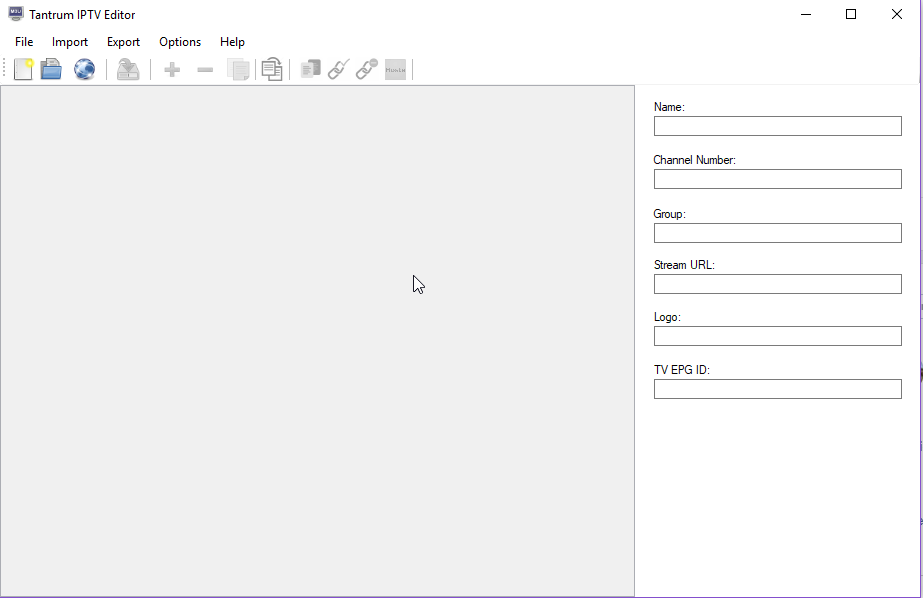 Tantrum IPTV Editor
File Import Export Options Help
Name:
Channel Number:
Group:
Stream URL:
Logo:
TV EPG ID: